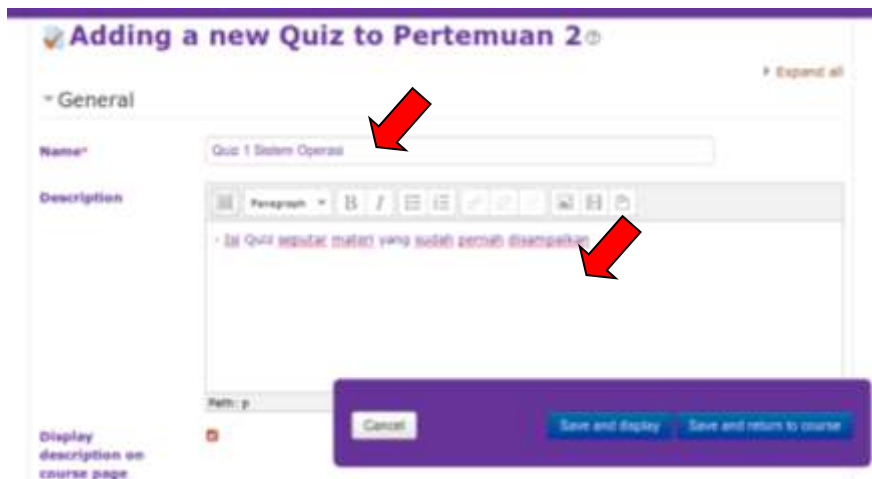 Adding a new Quiz to Pertemuan 2
Expand all
General
Name*
Quiz 1 Sistem Operasi
Description
Paragraph B I
- Isi Quiz seputar materi yang sudah pernah disampaikan
Path: p
Cancel Save and display Save and return to course
Display
description on
course page